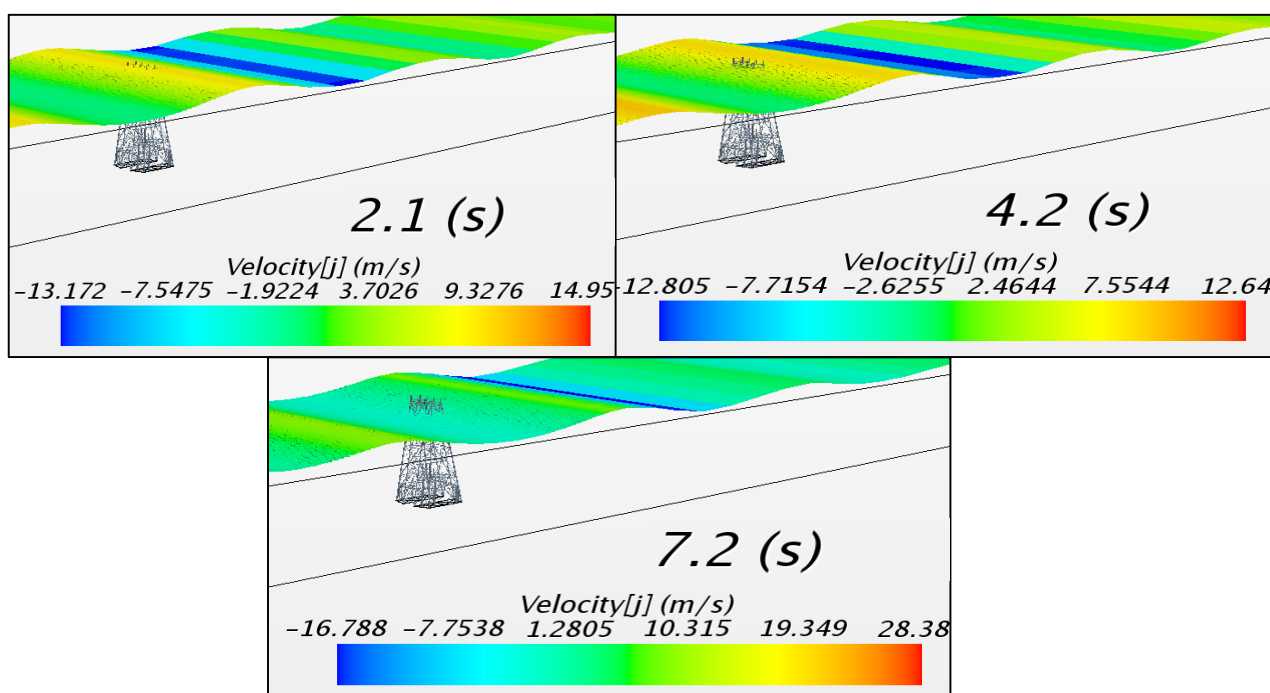 2.1 (s)
Velocity[j] (m/s)
-13.172 -7.5475 -1.9224 3.7026 9.3276 14.95
4.2 (s)
Velocity[j] (m/s)
-12.805 -7.7154 -2.6255 2.4644 7.5544 12.64
7.2 (s)
Velocity[j] (m/s)
-16.788 -7.7538 1.2805 10.315 19.349 28.38